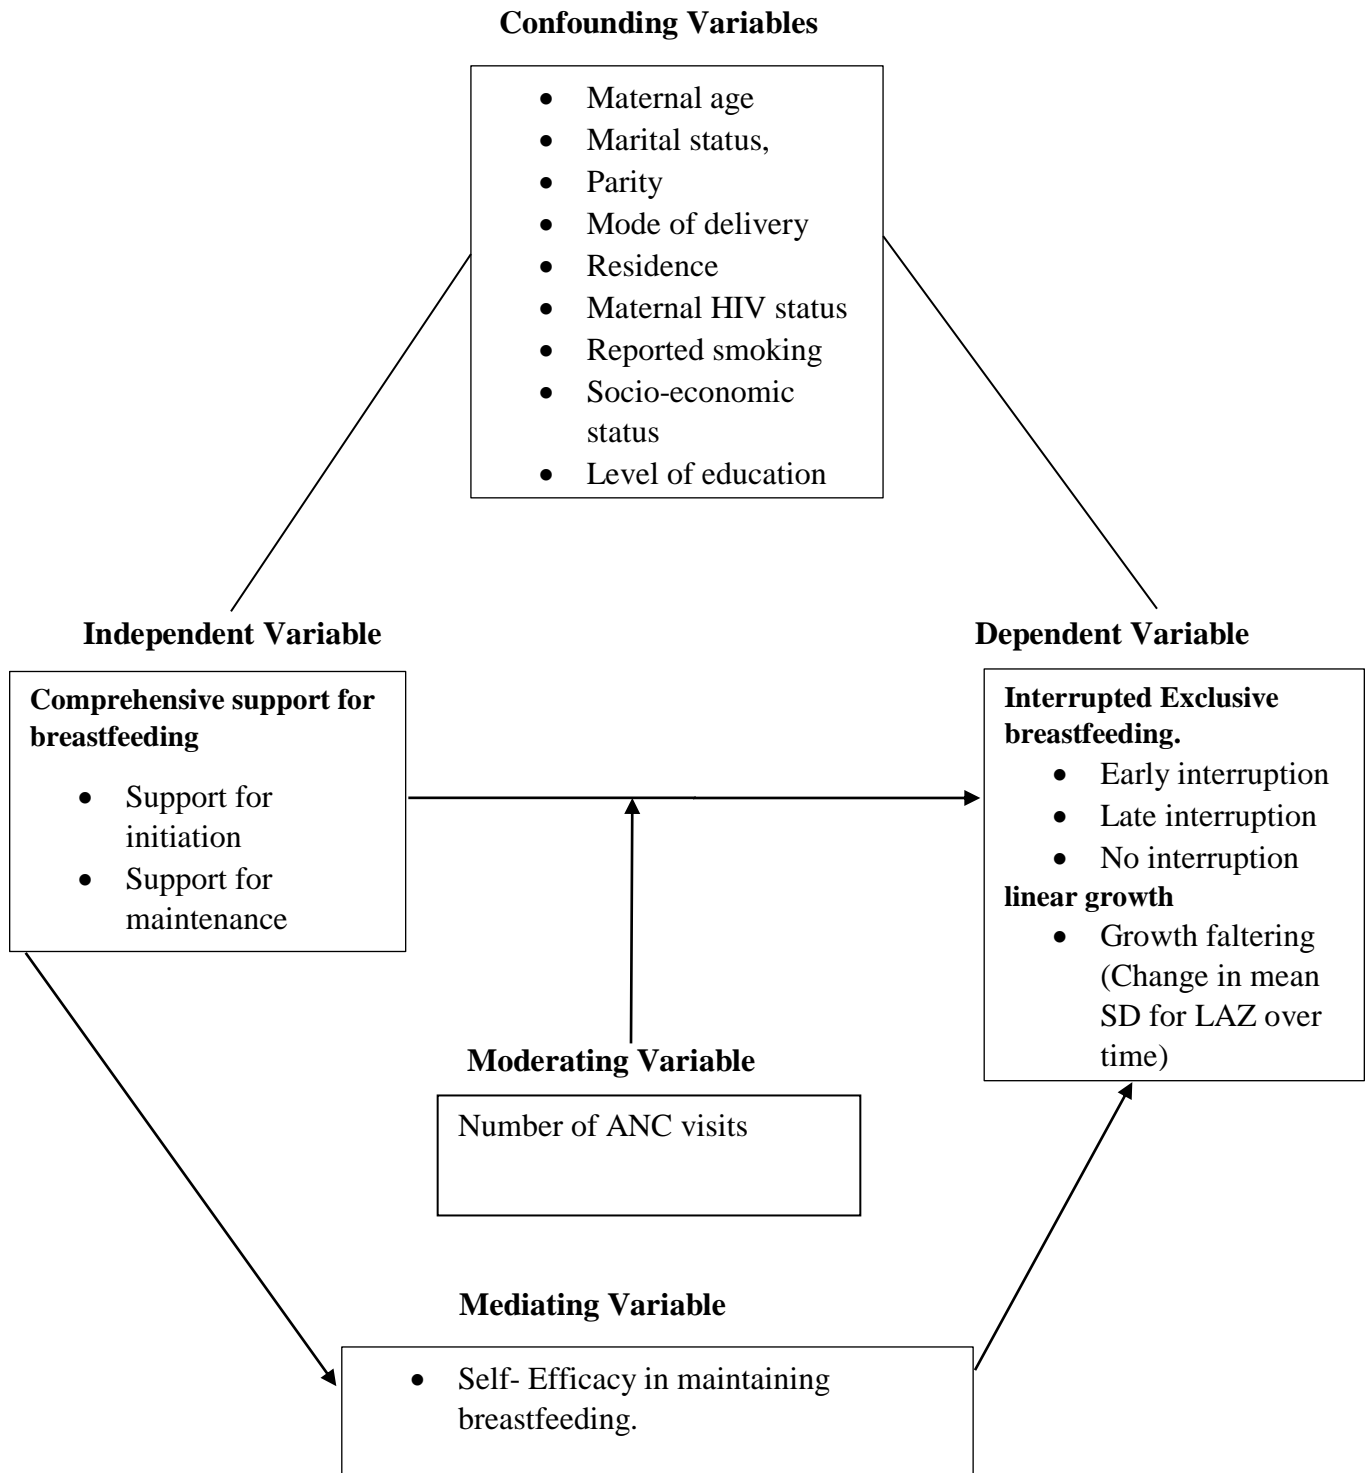 Confounding Variables
• Maternal age
• Marital status,
• Parity
• Mode of delivery
• Residence
• Maternal HIV status
• Reported smoking
• Socio-economic
status
• Level of education
Independent Variable
Comprehensive support for
breastfeeding
• Support for
initiation
• Support for
maintenance
Dependent Variable
Interrupted Exclusive
breastfeeding.
• Early interruption
• Late interruption
• No interruption
linear growth
• Growth faltering
(Change in mean
SD for LAZ over
time)
Moderating Variable
Number of ANC visits
Mediating Variable
• Self- Efficacy in maintaining
breastfeeding.